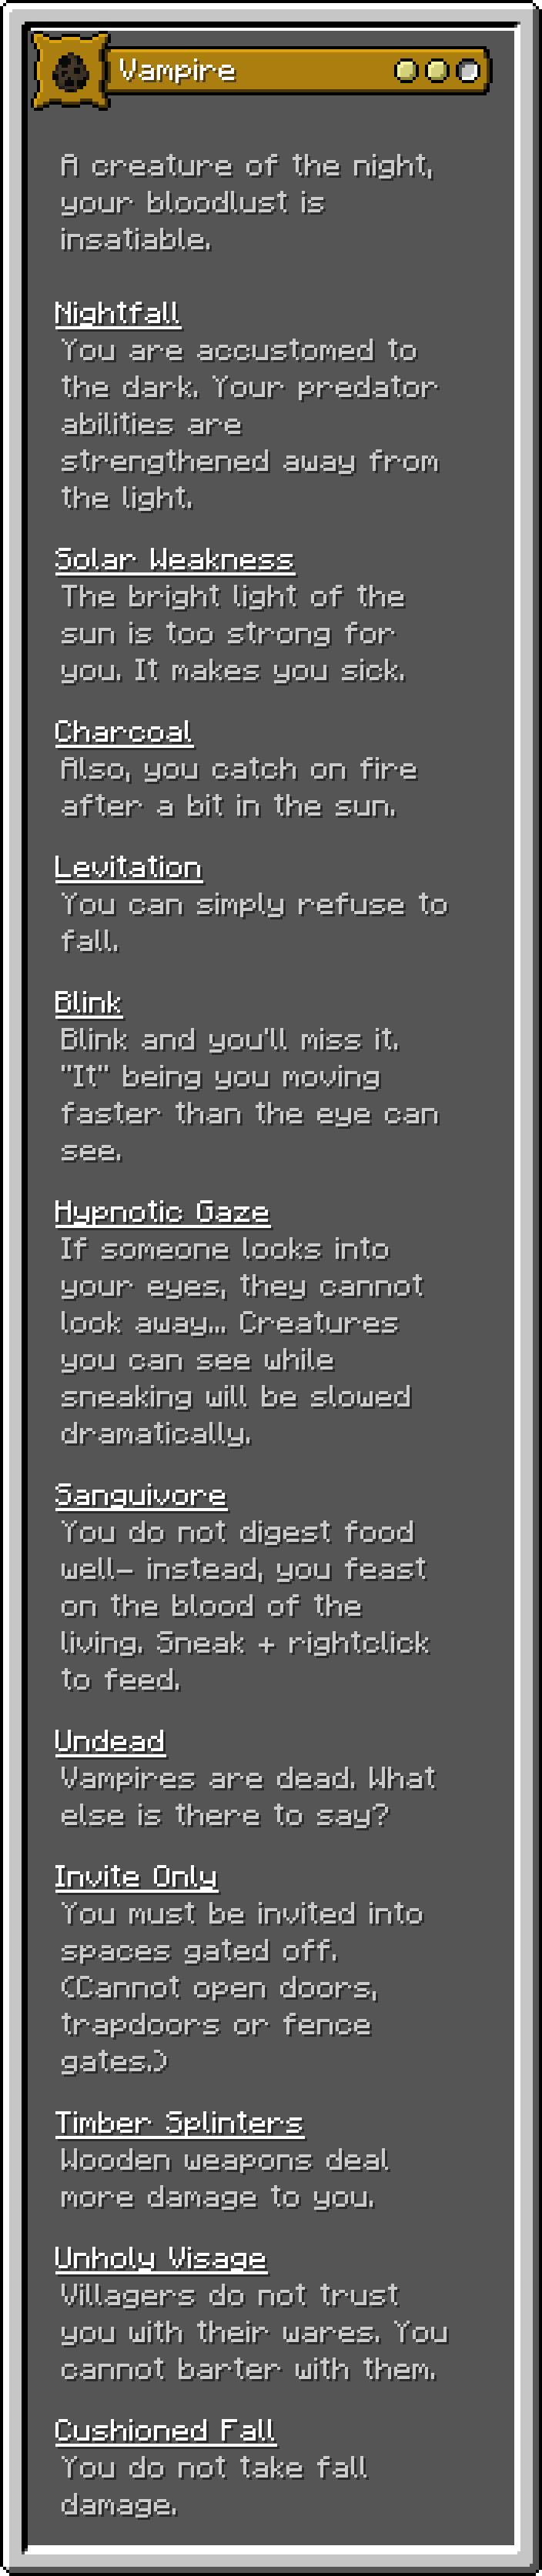 Vampire
A creature of the night,
your bloodlust is
insatiable.
Nightfall
You are accustomed to
the dark. Your predator
abilities are
strengthened away from
the light.
Solar Weakness
The bright light of the
sun is too strong for
you. It makes you sick.
Charcoal
Also, you catch on fire
after a bit in the sun.
Levitation
You can simply refuse to
fall.
Blink
Blink and you'll miss it.
"It" being you moving
faster than the eye can
see.
Hypnotic Gaze
If someone looks into
your eyes, they cannot
look away... Creatures
you can see while
sneaking will be slowed
dramatically.
Sanguivore
You do not digest food
well— instead, you feast
on the blood of the
living. Sneak + rightclick
to feed.
Undead
Vampires are dead. What
else is there to say?
Invite Only
You must be invited into
spaces gated off.
(Cannot open doors,
trapdoors or fence
gates.)
Timber Splinters
Wooden weapons deal
more damage to you.
Unholy Visage
Villagers do not trust
you with their wares. You
cannot barter with them.
Cushioned Fall
You do not take fall
damage.